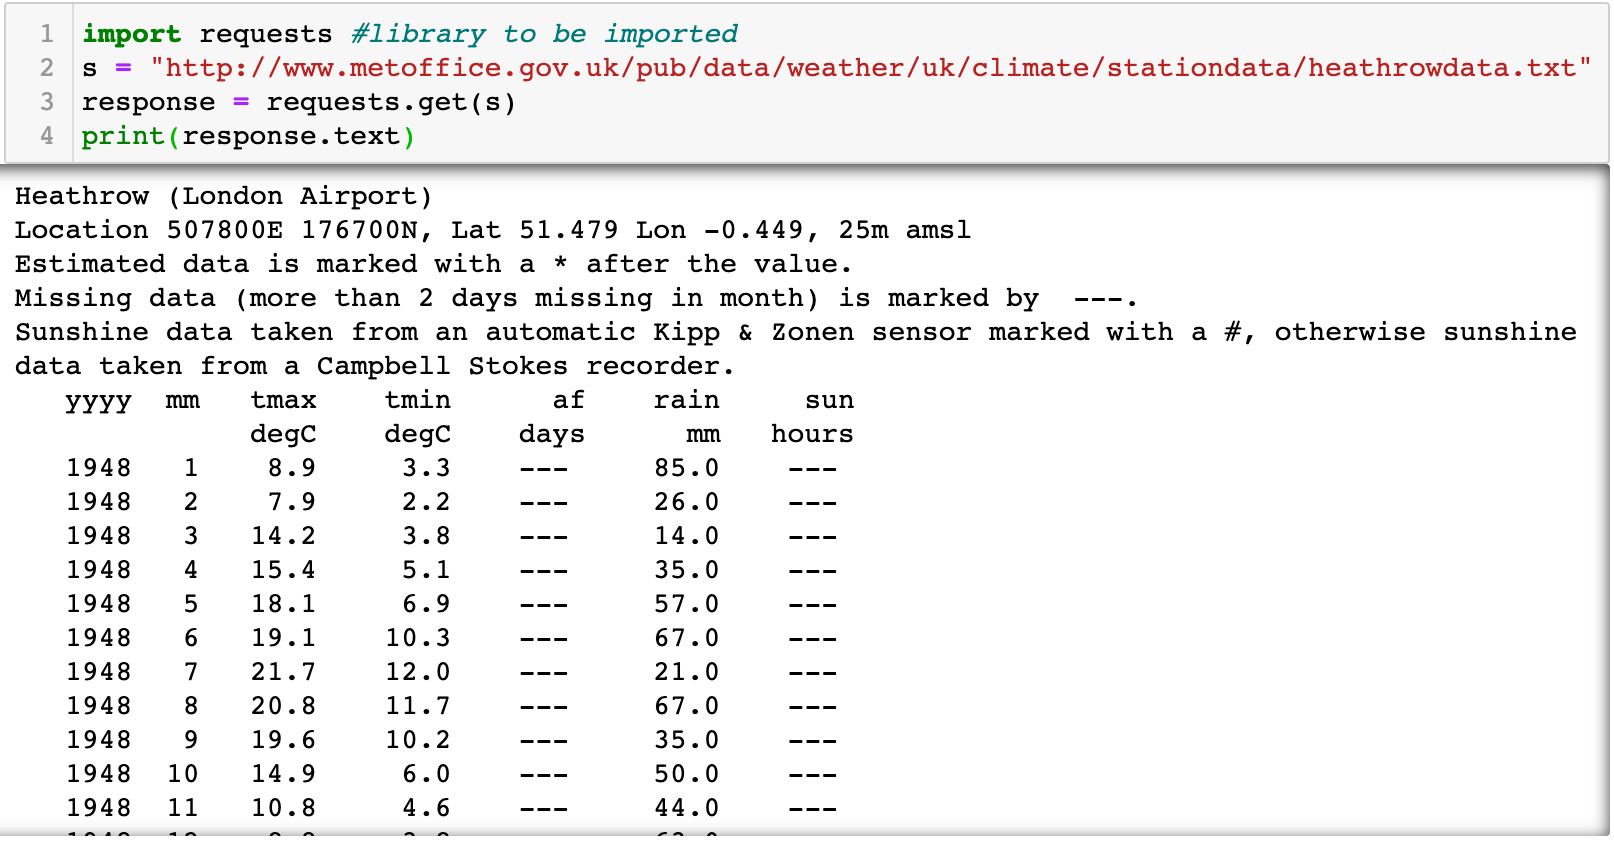 1 import requests #library to be imported
2 s = "http://www.metoffice.gov.uk/pub/data/weather/uk/climate/stationdata/heathrowdata.txt"
3 response = requests.get(s)
4 print(response.text)
Heathrow (London Airport)
Location 507800E 176700N, Lat 51.479 Lon -0.449, 25m amsl
Estimated data is marked with a * after the value.
Missing data (more than 2 days missing in month) is marked by  ---.
Sunshine data taken from an automatic Kipp & Zonen sensor marked with a #, otherwise sunshine
data taken from a Campbell Stokes recorder.
   yyyy  mm   tmax    tmin      af    rain     sun
              degC    degC    days      mm   hours
   1948   1    8.9     3.3    ---     85.0    ---
   1948   2    7.9     2.2    ---     26.0    ---
   1948   3   14.2     3.8    ---     14.0    ---
   1948   4   15.4     5.1    ---     35.0    ---
   1948   5   18.1     6.9    ---     57.0    ---
   1948   6   19.1    10.3    ---     67.0    ---
   1948   7   21.7    12.0    ---     21.0    ---
   1948   8   20.8    11.7    ---     67.0    ---
   1948   9   19.6    10.2    ---     35.0    ---
   1948  10   14.9     6.0    ---     50.0    ---
   1948  11   10.8     4.6    ---     44.0    ---